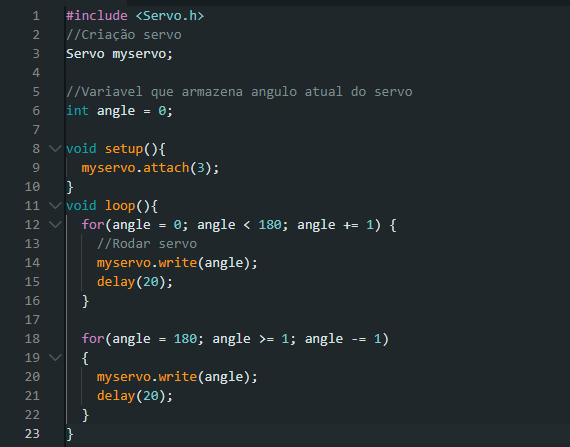 1 #include <Servo.h>
2 //Criação servo
3 Servo myservo;
4
5 //Variavel que armazena angulo atual do servo
6 int angle = 0;
7
8 void setup(){
9   myservo.attach(3);
10 }
11 void loop(){
12   for(angle = 0; angle < 180; angle += 1) {
13     //Rodar servo
14     myservo.write(angle);
15     delay(20);
16   }
17
18   for(angle = 180; angle >= 1; angle -= 1)
19   {
20     myservo.write(angle);
21     delay(20);
22   }
23 }